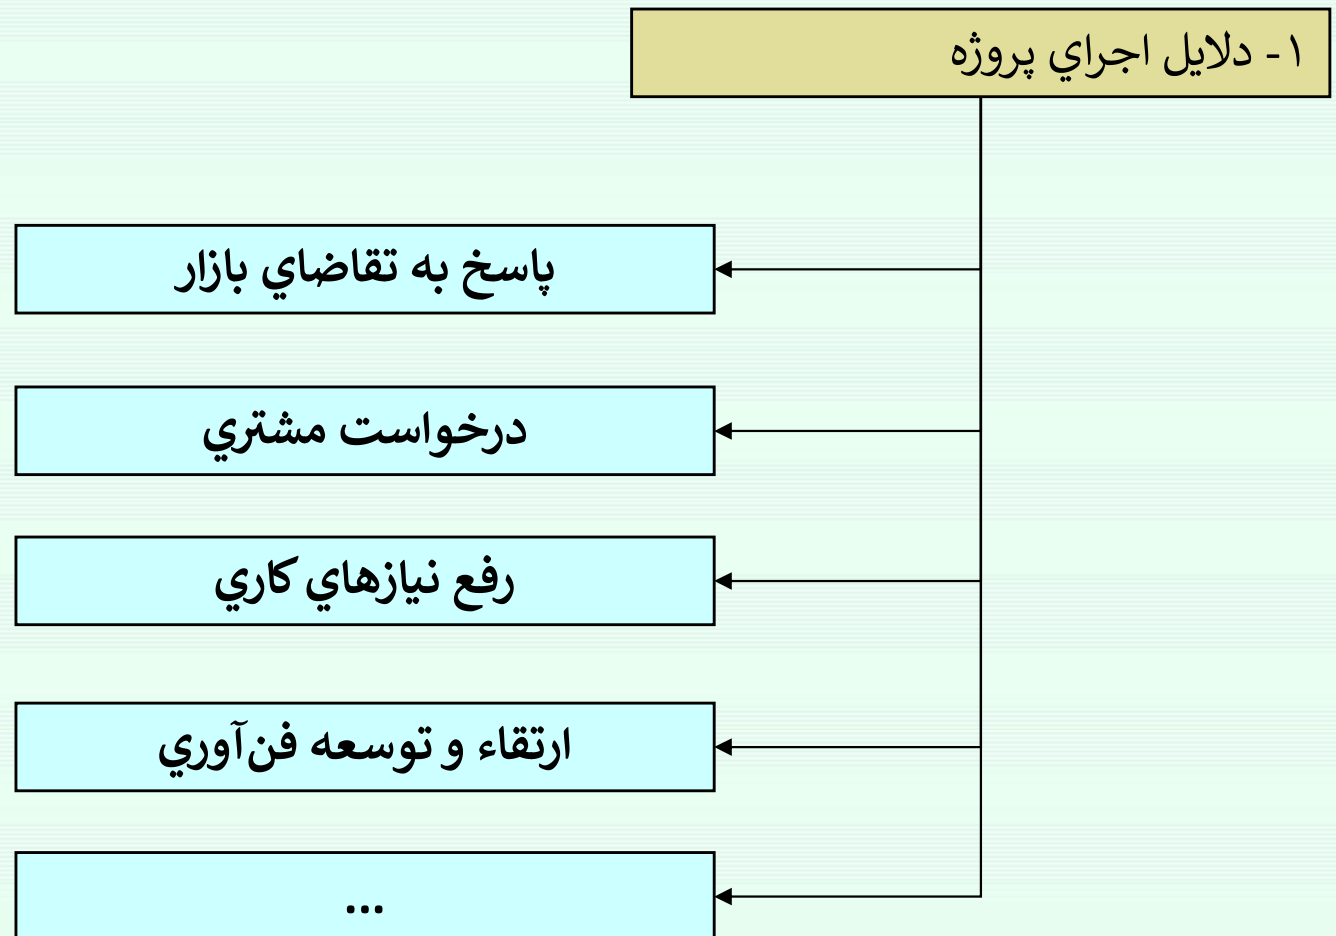 ۱- دلايل اجراي پروژه
پاسخ به تقاضاي بازار
درخواست مشتري
رفع نيازهاي كاري
ارتقاء و توسعه فن‌آوري
...